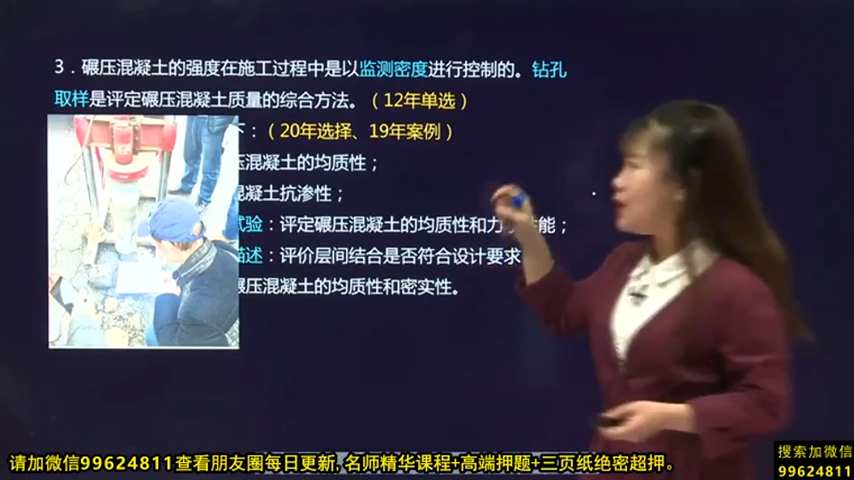 3．碾压混凝土的强度在施工过程中是以监测密度进行控制的。钻孔
取样是评定碾压混凝土质量的综合方法。（12年单选）
下：（20年选择、19年案例）
压混凝土的均质性；
混凝土抗渗性；
试验：评定碾压混凝土的均质性和力学性能；
描述：评价层间结合是否符合设计要求
碾压混凝土的均质性和密实性。
请加微信99624811查看朋友圈每日更新,名师精华课程+高端押题+三页纸绝密超押。
搜索加微信
99624811